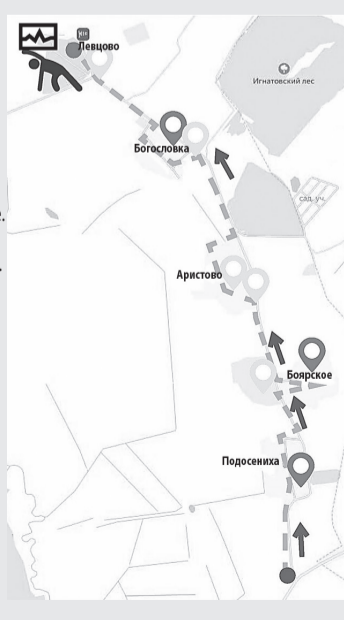 Левцово
Игнатовский лес
Богословка
сад. уч.
Аристово
Боярское
Подосениха